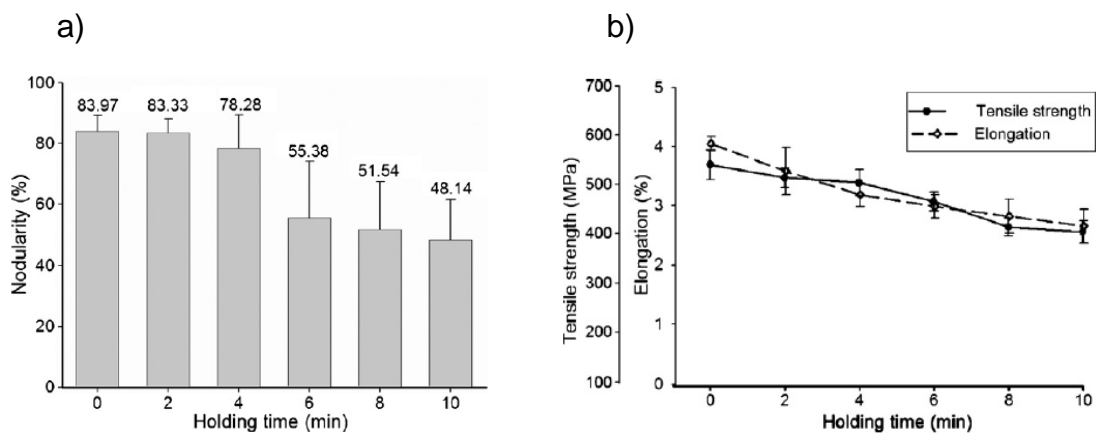 a)
b)
100
80
60
40
20
0
Nodularity (%)
83.97
83.33
78.28
55.38
51.54
48.14
0 2 4 6 8 10
Holding time (min)
700
600
500
400
300
200
100
Tensile strength (MPa)
5
4
3
2
1
0
Elongation (%)
Tensile strength
Elongation
0 2 4 6 8 10
Holding time (min)